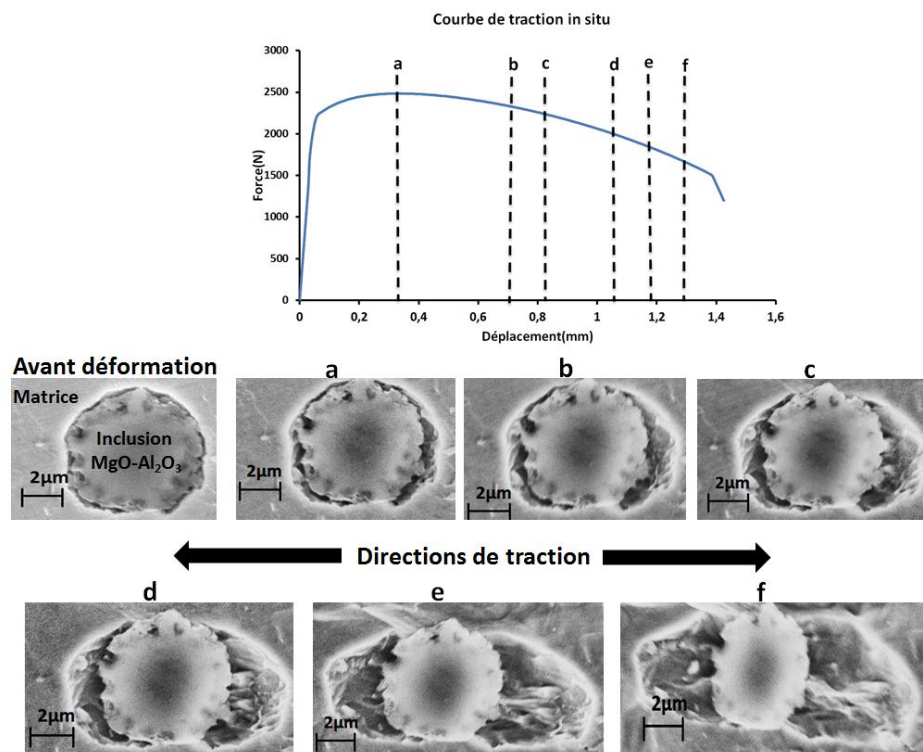 Courbe de traction in situ
a b c d e f
3000
2500
2000
1500
1000
500
0
Force(N)
0 0,2 0,4 0,6 0,8 1 1,2 1,4 1,6
Déplacement(mm)
Avant déformation
a b c
Matrice
Inclusion
MgO-Al₂O₃
2μm 2μm 2μm 2μm
Directions de traction
d e f
2μm 2μm 2μm